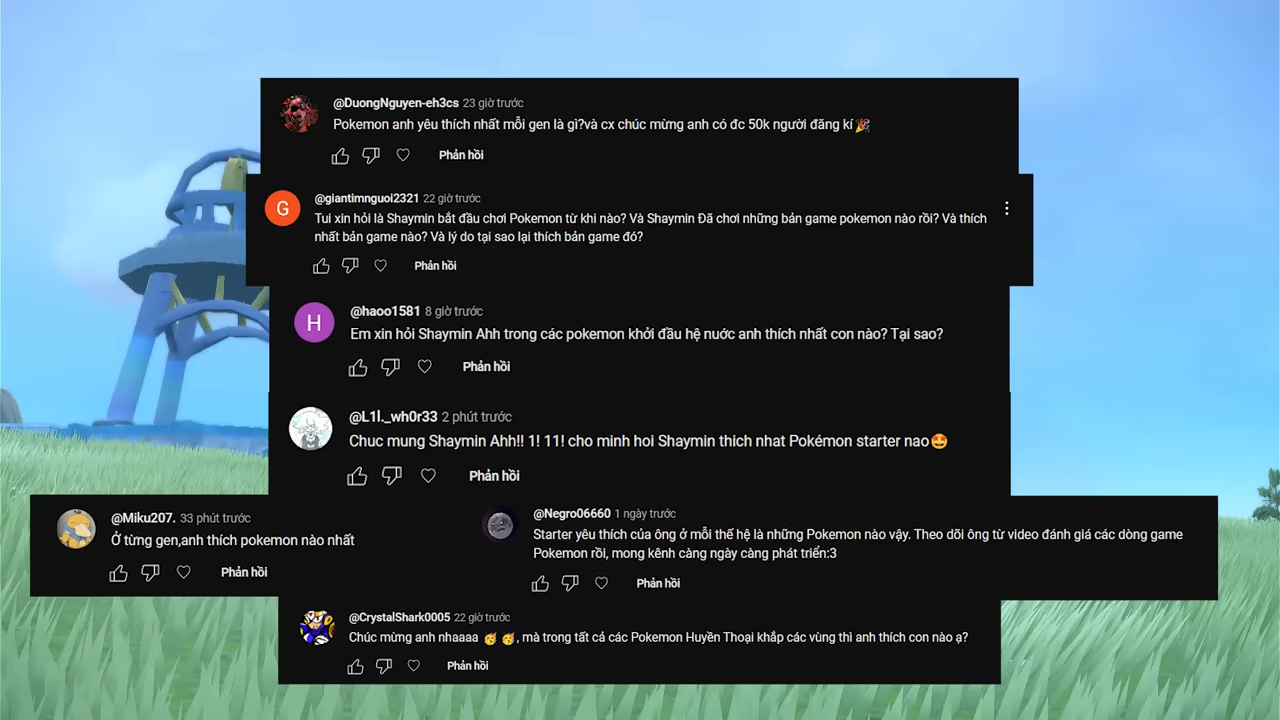 @DuongNguyen-eh3cs 23 giờ trước
Pokemon anh yêu thích nhất mỗi gen là gì?và cx chúc mừng anh có đc 50k người đăng kí🎉
Phản hồi
G
@giantimnguoi2321 22 giờ trước
Tui xin hỏi là Shaymin bắt đầu chơi Pokemon từ khi nào? Và Shaymin Đã chơi những bản game pokemon nào rồi? Và thích
nhất bản game nào? Và lý do tại sao lại thích bản game đó?
Phản hồi
H
@haoo1581 8 giờ trước
Em xin hỏi Shaymin Ahh trong các pokemon khởi đầu hệ nuớc anh thích nhất con nào? Tại sao?
Phản hồi
@L1l._wh0r33 2 phút trước
Chuc mung Shaymin Ahh!! 1! 11! cho minh hoi Shaymin thich nhat Pokémon starter nao🤩
Phản hồi
@Miku207. 33 phút trước
Ở từng gen,anh thích pokemon nào nhất
Phản hồi
@Negro06660 1 ngày trước
Starter yêu thích của ông ở mỗi thế hệ là những Pokemon nào vậy. Theo dõi ông từ video đánh giá các dòng game
Pokemon rồi, mong kênh càng ngày càng phát triển:3
Phản hồi
@CrystalShark0005 22 giờ trước
Chúc mừng anh nhaaaa 🥳 🥳, mà trong tất cả các Pokemon Huyền Thoại khắp các vùng thì anh thích con nào ạ?
Phản hồi